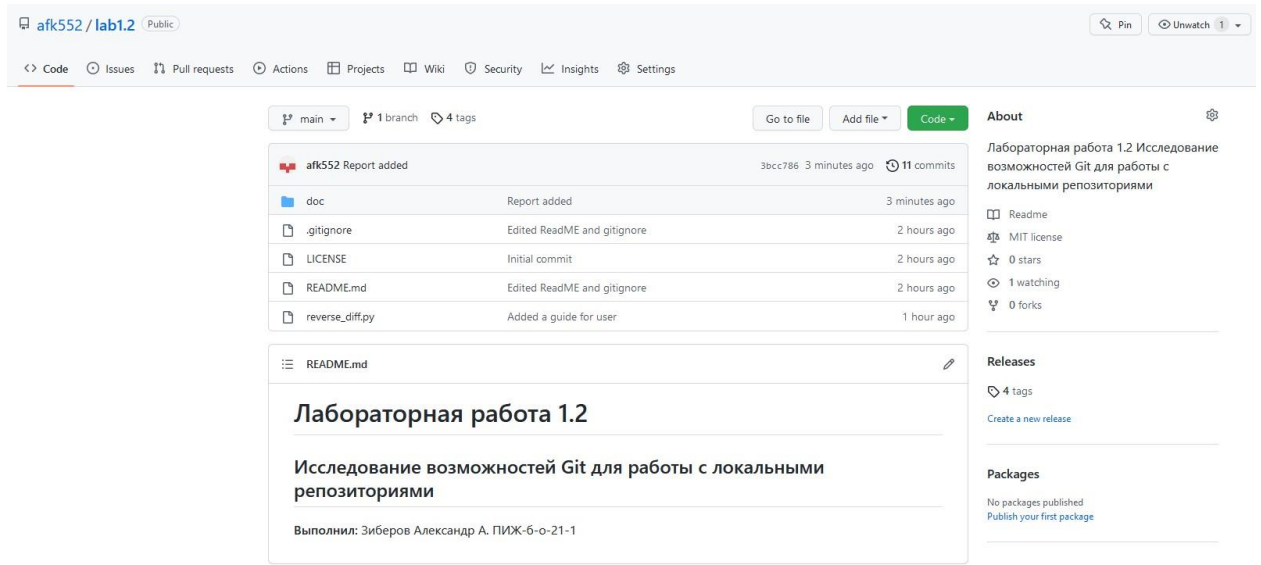 afk552 / lab1.2 Public
Pin
Unwatch 1
Code Issues Pull requests Actions Projects Wiki Security Insights Settings
main 1 branch 4 tags
Go to file Add file Code
afk552 Report added 3bcc786 3 minutes ago 11 commits
doc Report added 3 minutes ago
.gitignore Edited ReadME and gitignore 2 hours ago
LICENSE Initial commit 2 hours ago
README.md Edited ReadME and gitignore 2 hours ago
reverse_diff.py Added a guide for user 1 hour ago
README.md
Лабораторная работа 1.2
Исследование возможностей Git для работы с локальными
репозиториями
Выполнил: Зиберов Александр А. ПИЖ-б-о-21-1
About
Лабораторная работа 1.2 Исследование
возможностей Git для работы с
локальными репозиториями
Readme
MIT license
0 stars
1 watching
0 forks
Releases
4 tags
Create a new release
Packages
No packages published
Publish your first package